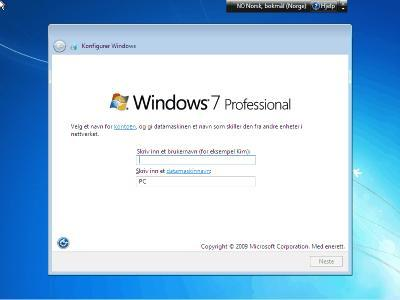 NO Norsk, bokmål (Norge) Hjelp
Konfigurer Windows
Windows 7 Professional
Velg et navn for kontoen, og gi datamaskinen et navn som skiller den fra andre enheter i
nettverket.
Skriv inn et brukernavn (for eksempel Kim):
Skriv inn et datamaskinnavn:
PC
Copyright © 2009 Microsoft Corporation. Med enerett.
Neste